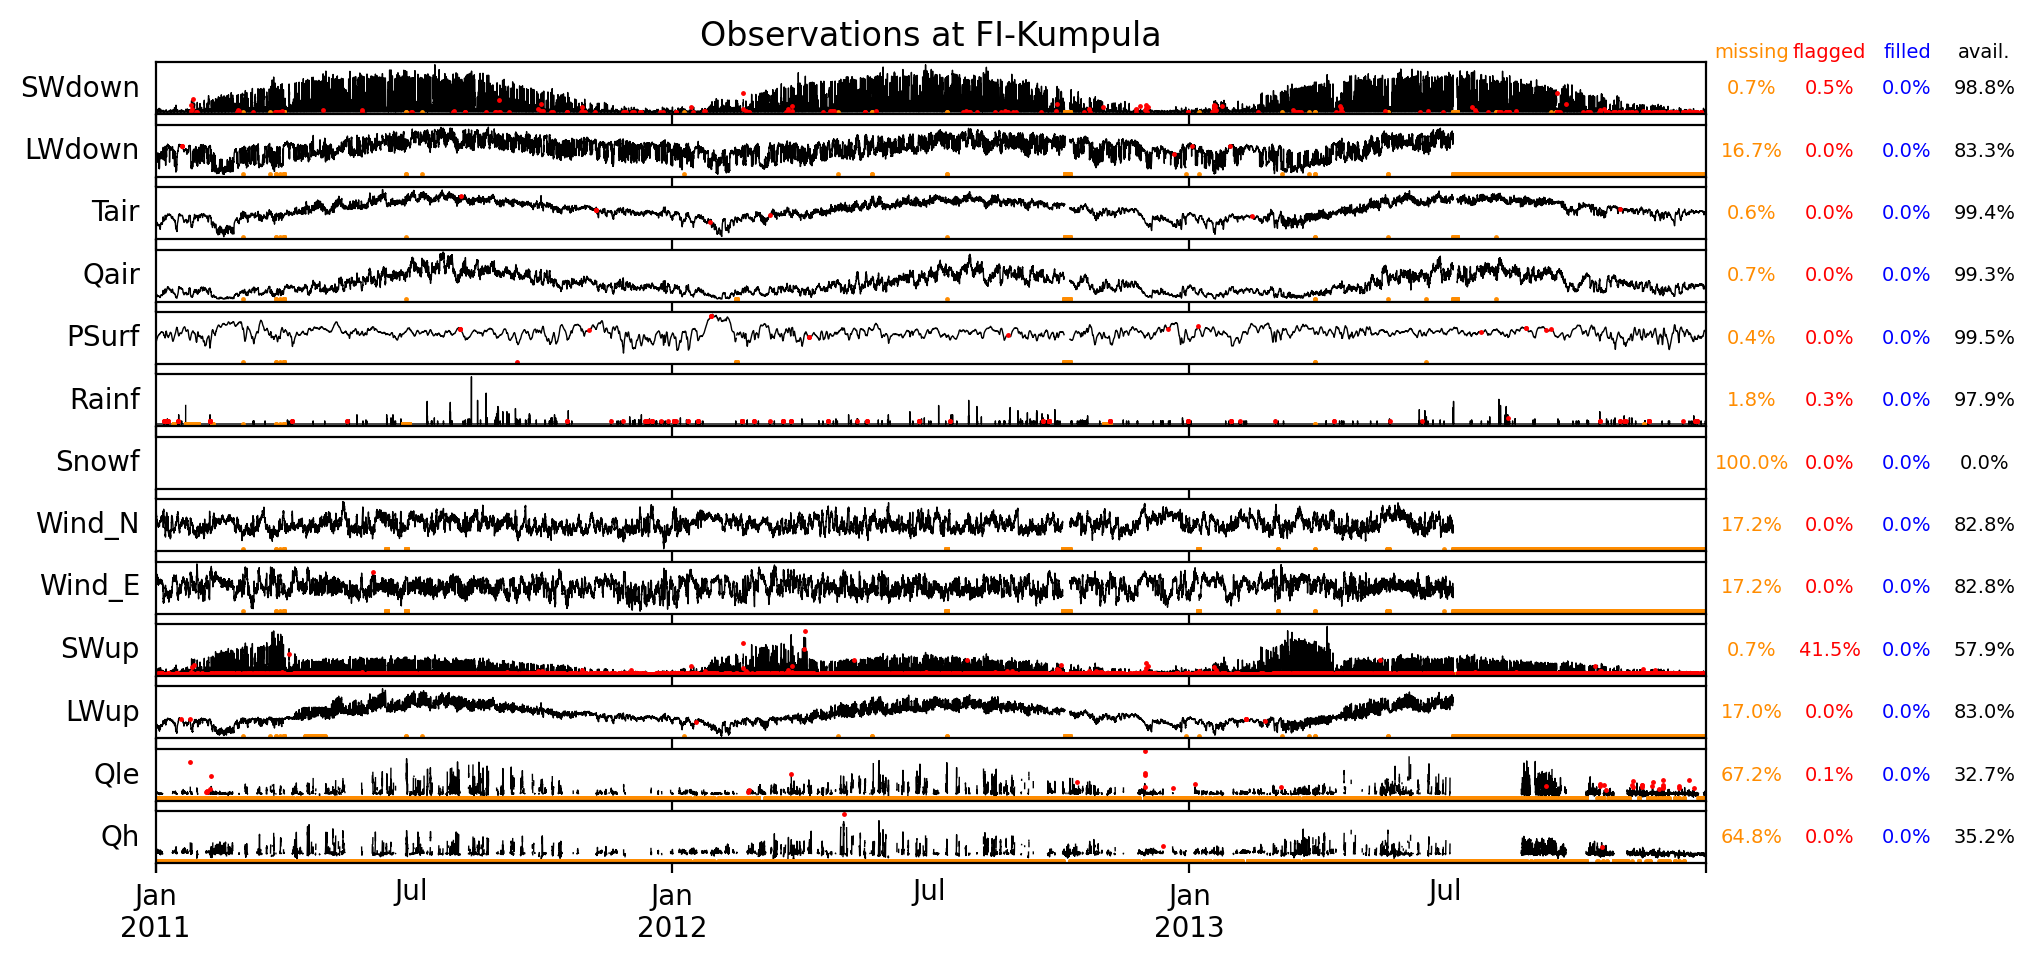 Observations at FI-Kumpula
missing flagged filled avail.
SWdown 0.7% 0.5% 0.0% 98.8%
LWdown 16.7% 0.0% 0.0% 83.3%
Tair 0.6% 0.0% 0.0% 99.4%
Qair 0.7% 0.0% 0.0% 99.3%
PSurf 0.4% 0.0% 0.0% 99.5%
Rainf 1.8% 0.3% 0.0% 97.9%
Snowf 100.0% 0.0% 0.0% 0.0%
Wind_N 17.2% 0.0% 0.0% 82.8%
Wind_E 17.2% 0.0% 0.0% 82.8%
SWup 0.7% 41.5% 0.0% 57.9%
LWup 17.0% 0.0% 0.0% 83.0%
Qle 67.2% 0.1% 0.0% 32.7%
Qh 64.8% 0.0% 0.0% 35.2%
Jan Jul Jan Jul Jan Jul
2011 2012 2013